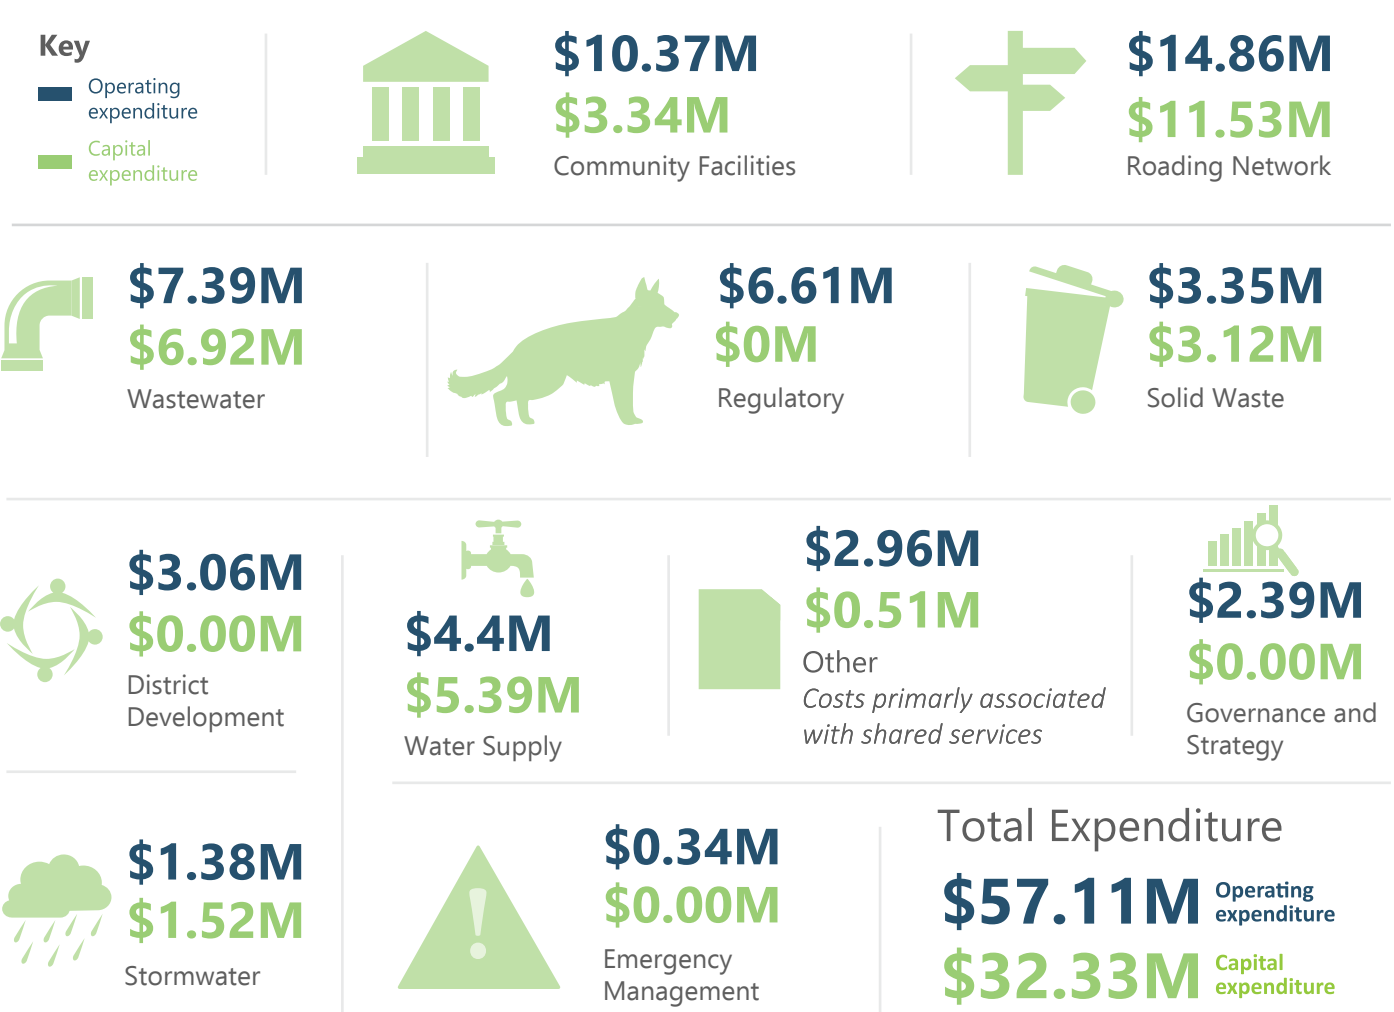 Key
Operating
expenditure
Capital
expenditure
$10.37M
$3.34M
Community Facilities
$14.86M
$11.53M
Roading Network
$7.39M
$6.92M
Wastewater
$6.61M
$0M
Regulatory
$3.35M
$3.12M
Solid Waste
$3.06M
$0.00M
District
Development
$4.4M
$5.39M
Water Supply
$2.96M
$0.51M
Other
Costs primarly associated
with shared services
$2.39M
$0.00M
Governance and
Strategy
$1.38M
$1.52M
Stormwater
!
$0.34M
$0.00M
Emergency
Management
Total Expenditure
$57.11M Operating
expenditure
$32.33M Capital
expenditure